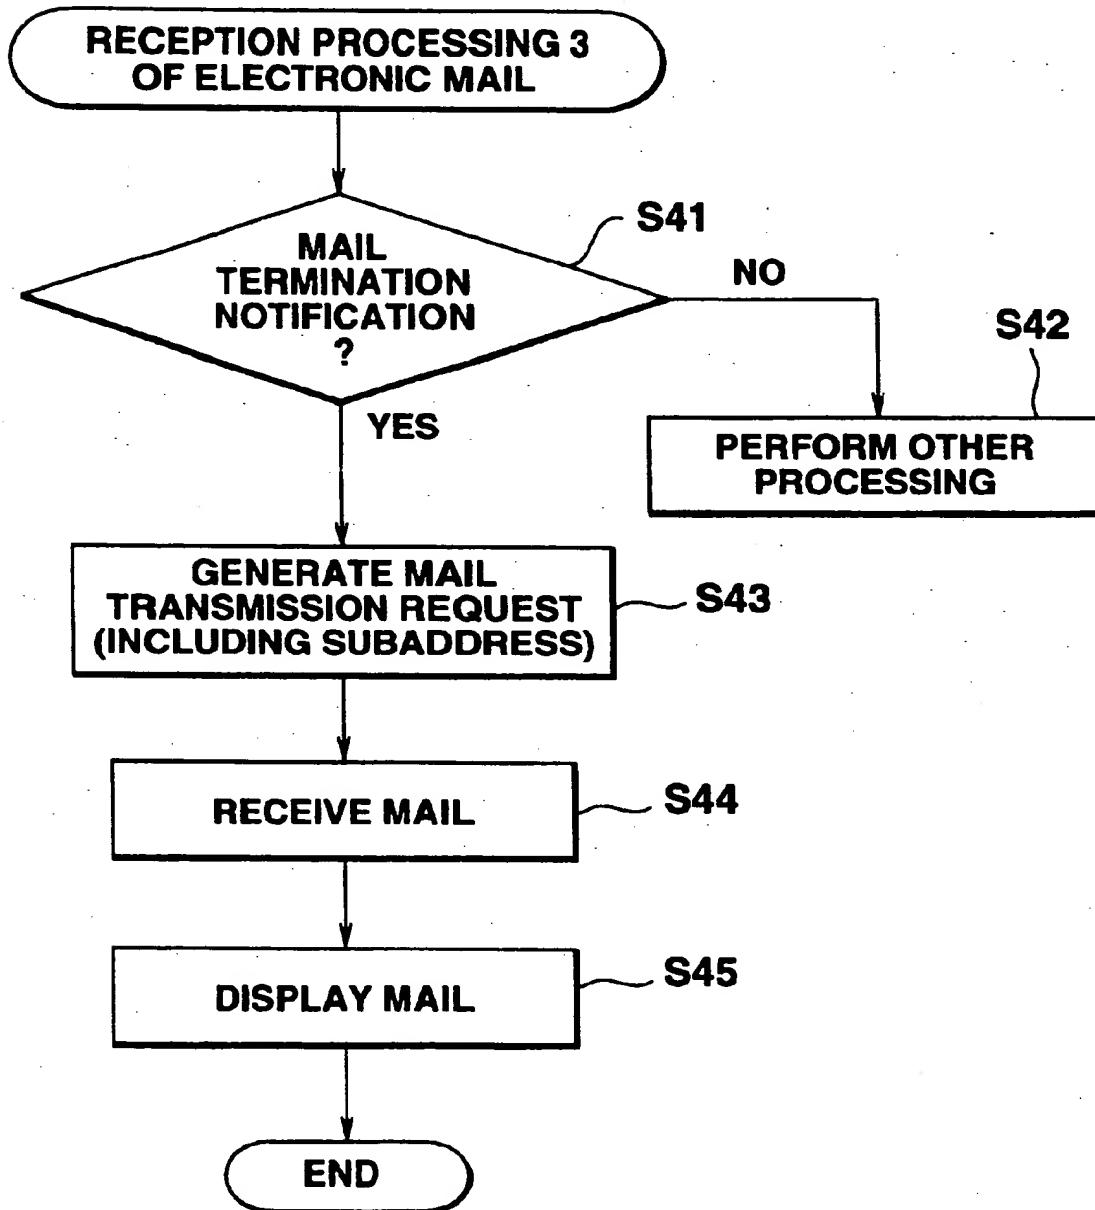 RECEPTION PROCESSING 3
OF ELECTRONIC MAIL
S41
MAIL
TERMINATION
NOTIFICATION
?
NO
S42
YES
PERFORM OTHER
PROCESSING
GENERATE MAIL
TRANSMISSION REQUEST
(INCLUDING SUBADDRESS)
S43
RECEIVE MAIL
S44
DISPLAY MAIL
S45
END